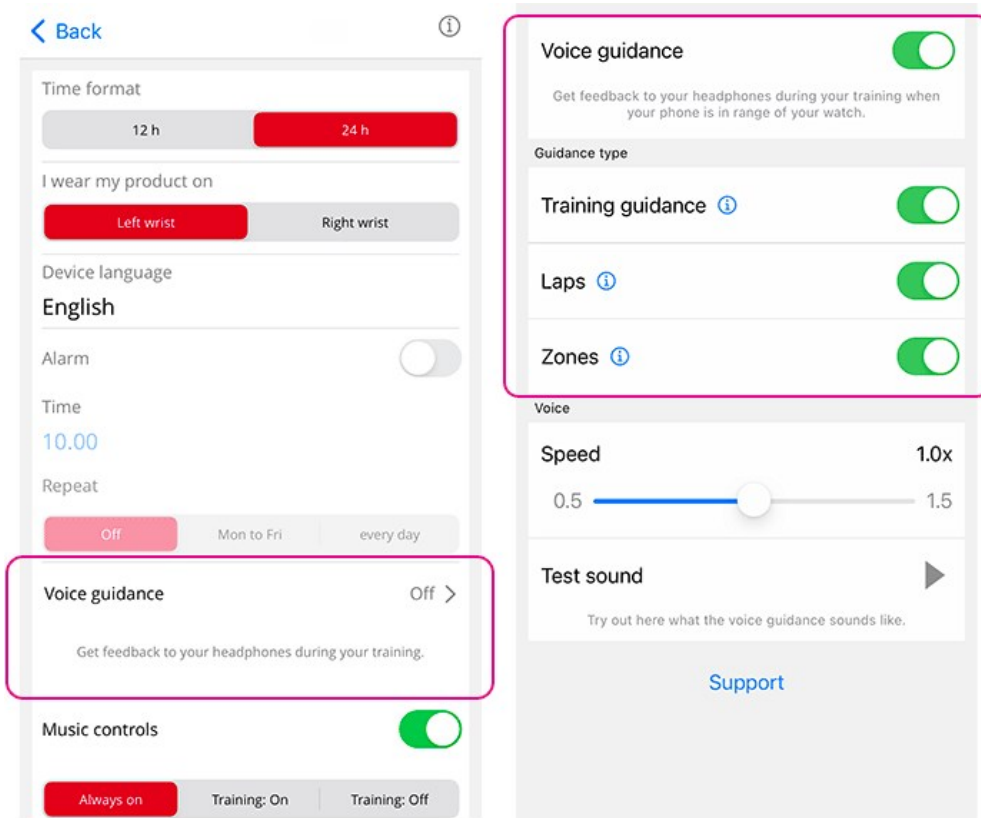 Back
Time format
12 h 24 h
I wear my product on
Left wrist Right wrist
Device language
English
Alarm
Time
10.00
Repeat
Off Mon to Fri every day
Voice guidance Off
Get feedback to your headphones during your training.
Music controls
Always on Training: On Training: Off
Voice guidance
Get feedback to your headphones during your training when
your phone is in range of your watch.
Guidance type
Training guidance
Laps
Zones
Voice
Speed 1.0x
0.5 1.5
Test sound
Try out here what the voice guidance sounds like.
Support